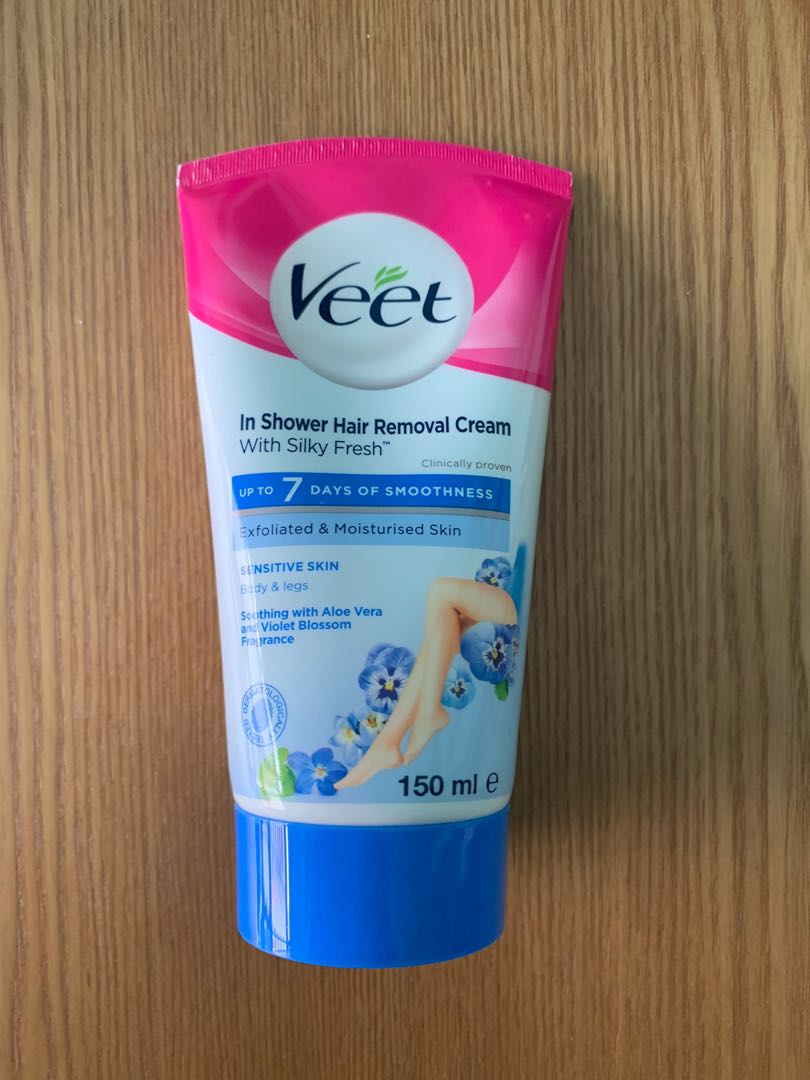 Veet
In Shower Hair Removal Cream
With Silky Fresh™
Clinically proven
UP TO 7 DAYS OF SMOOTHNESS
Exfoliated & Moisturised Skin
SENSITIVE SKIN
Body & legs
Soothing with Aloe Vera
and Violet Blossom
Fragrance
DERMATOLOGICALLY TESTED
150 ml ℮